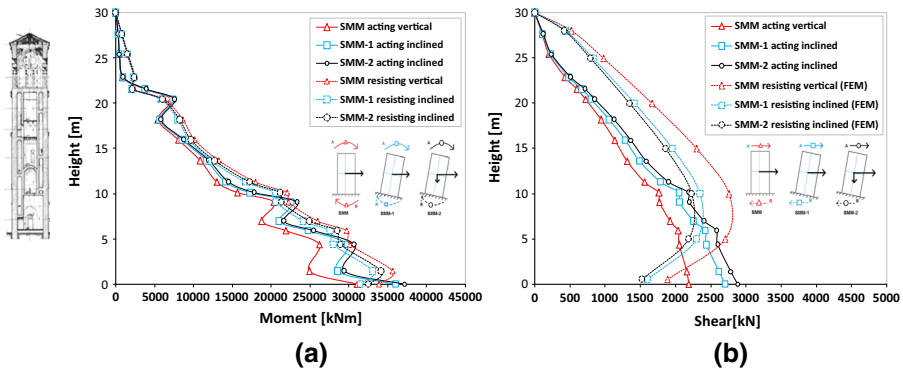 SMM acting vertical
SMM-1 acting inclined
SMM-2 acting inclined
SMM resisting vertical
SMM-1 resisting inclined
SMM-2 resisting inclined
Height [m]
30
25
20
15
10
5
0
0 5000 10000 15000 20000 25000 30000 35000 40000 45000
Moment [kNm]
A A A
R R R
SMM SMM-1 SMM-2
(a)
SMM acting vertical
SMM-1 acting inclined
SMM-2 acting inclined
SMM resisting vertical (FEM)
SMM-1 resisting inclined (FEM)
SMM-2 resisting inclined (FEM)
Height [m]
30
25
20
15
10
5
0
0 500 1000 1500 2000 2500 3000 3500 4000 4500 5000
Shear[kN]
A A A
R R R
SMM SMM-1 SMM-2
(b)